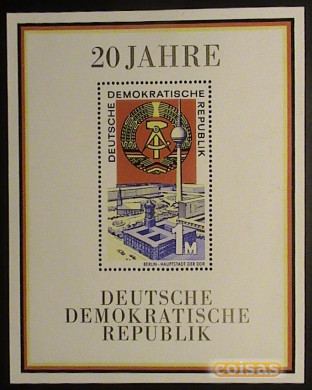 20 JAHRE
DEUTSCHE
DEMOKRATISCHE
REPUBLIK
1M
BERLIN – HAUPTSTADT DER DDR
DEUTSCHE
DEMOKRATISCHE
REPUBLIK
coisas